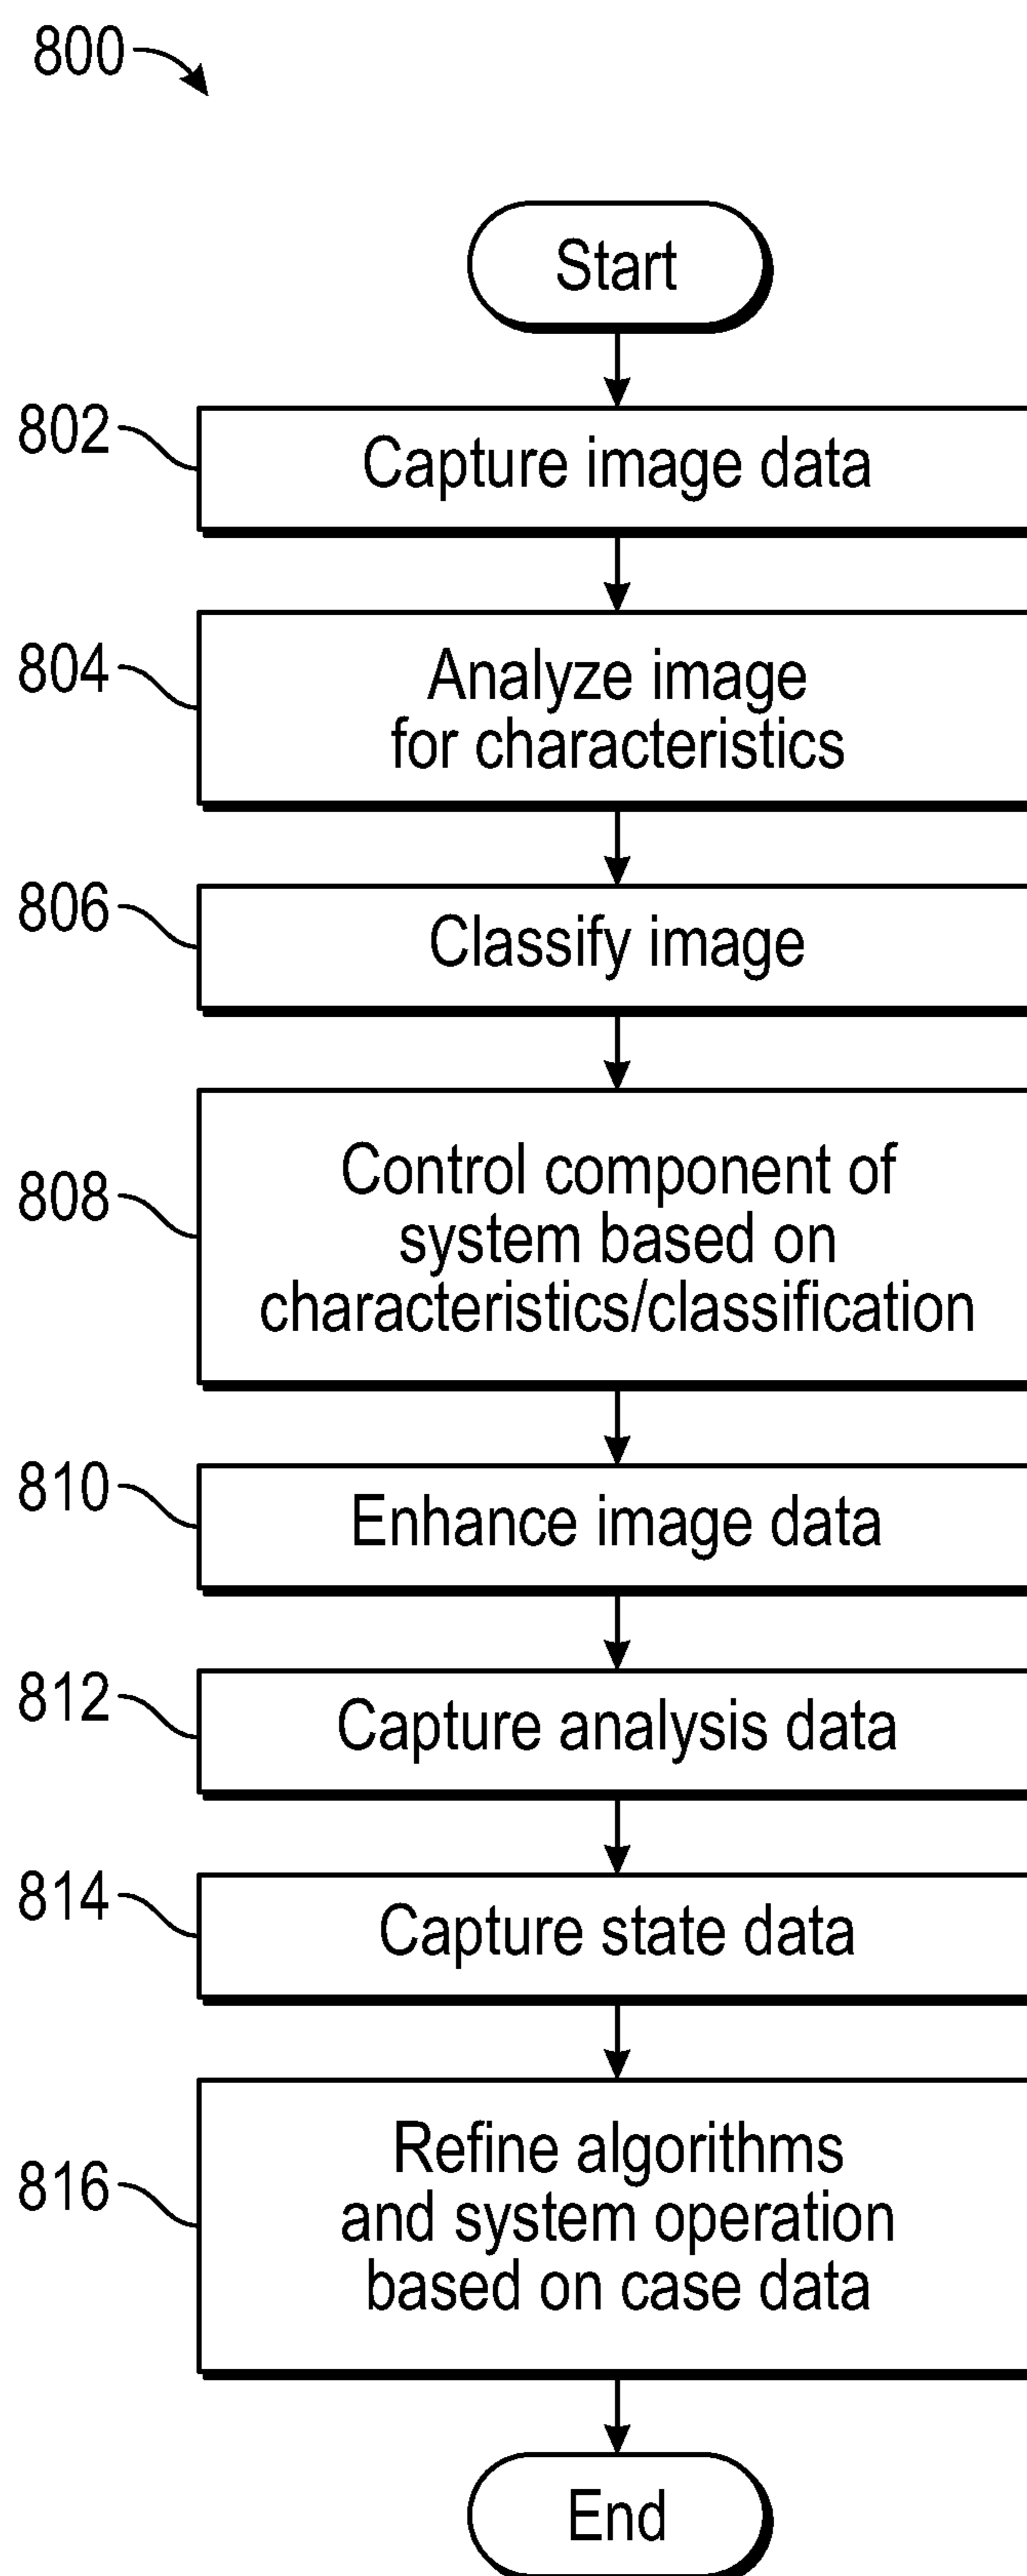 800
Start
802
Capture image data
804
Analyze image
for characteristics
806
Classify image
808
Control component of
system based on
characteristics/classification
810
Enhance image data
812
Capture analysis data
814
Capture state data
816
Refine algorithms
and system operation
based on case data
End